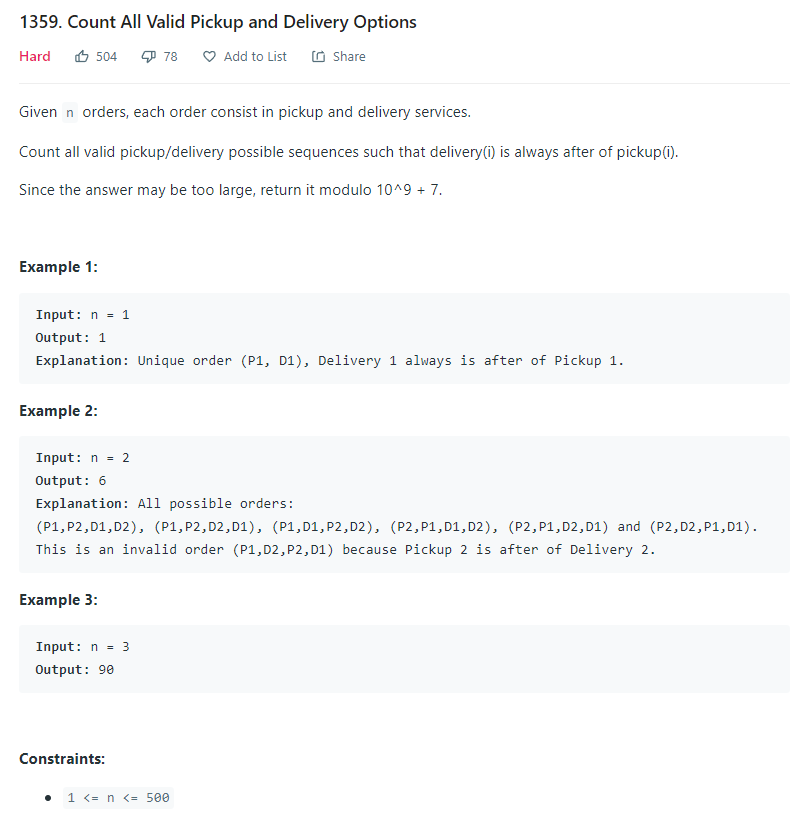 1359. Count All Valid Pickup and Delivery Options
Hard 504 78 Add to List Share
Given n orders, each order consist in pickup and delivery services.
Count all valid pickup/delivery possible sequences such that delivery(i) is always after of pickup(i).
Since the answer may be too large, return it modulo 10^9 + 7.
Example 1:
Input: n = 1
Output: 1
Explanation: Unique order (P1, D1), Delivery 1 always is after of Pickup 1.
Example 2:
Input: n = 2
Output: 6
Explanation: All possible orders:
(P1,P2,D1,D2), (P1,P2,D2,D1), (P1,D1,P2,D2), (P2,P1,D1,D2), (P2,P1,D2,D1) and (P2,D2,P1,D1).
This is an invalid order (P1,D2,P2,D1) because Pickup 2 is after of Delivery 2.
Example 3:
Input: n = 3
Output: 90
Constraints:
• 1 <= n <= 500